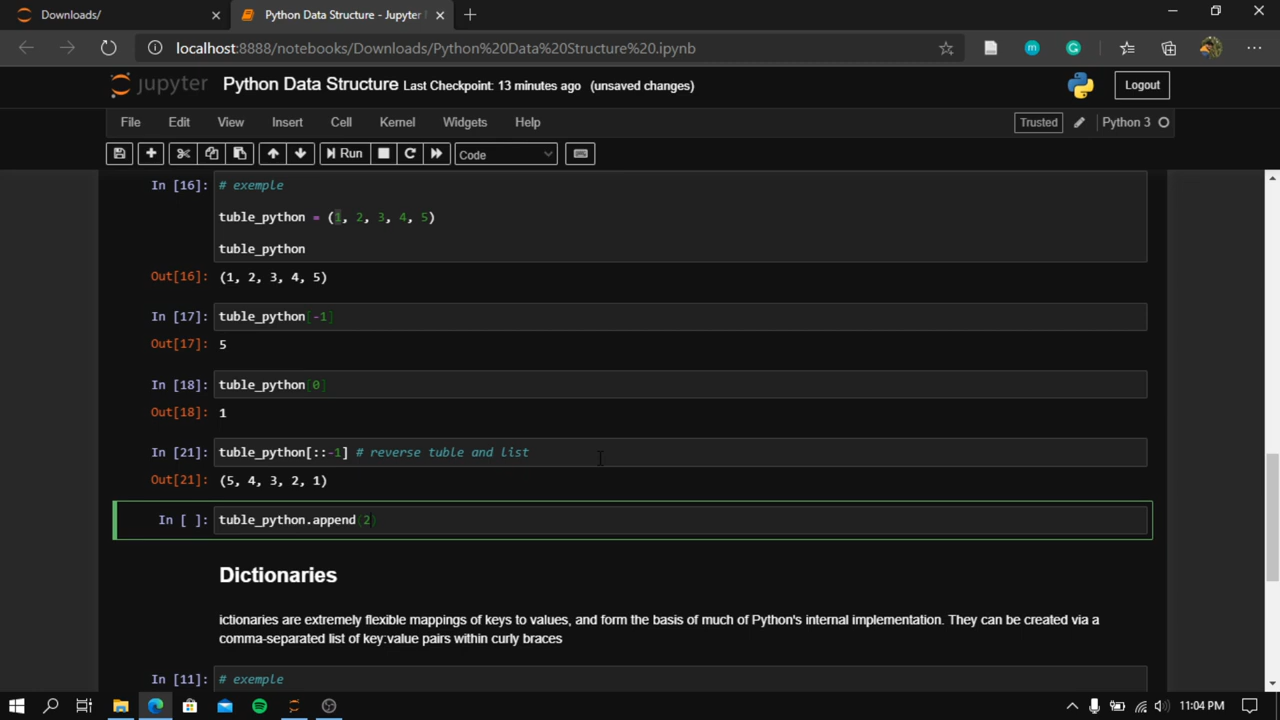 Downloads/
Python Data Structure - Jupyter
localhost:8888/notebooks/Downloads/Python%20Data%20Structure%20.ipynb
jupyter Python Data Structure Last Checkpoint: 13 minutes ago (unsaved changes)
Logout
File Edit View Insert Cell Kernel Widgets Help
Trusted Python 3
Run Code
In [16]: # exemple
tuble_python = (1, 2, 3, 4, 5)
tuble_python
Out[16]: (1, 2, 3, 4, 5)
In [17]: tuble_python[-1]
Out[17]: 5
In [18]: tuble_python[0]
Out[18]: 1
In [21]: tuble_python[::-1] # reverse tuble and list
Out[21]: (5, 4, 3, 2, 1)
In [ ]: tuble_python.append(2)
Dictionaries
ictionaries are extremely flexible mappings of keys to values, and form the basis of much of Python's internal implementation. They can be created via a
comma-separated list of key:value pairs within curly braces
In [11]: # exemple
11:04 PM